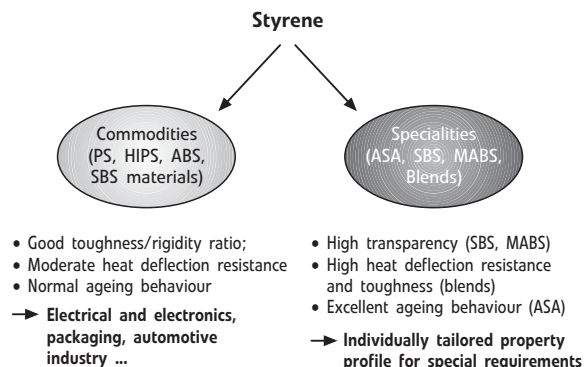 Styrene
Commodities
(PS, HIPS, ABS,
SBS materials)
Specialities
(ASA, SBS, MABS,
Blends)
• Good toughness/rigidity ratio;
• Moderate heat deflection resistance
• Normal ageing behaviour
→ Electrical and electronics,
packaging, automotive
industry ...
• High transparency (SBS, MABS)
• High heat deflection resistance
and toughness (blends)
• Excellent ageing behaviour (ASA)
→ Individually tailored property
profile for special requirements